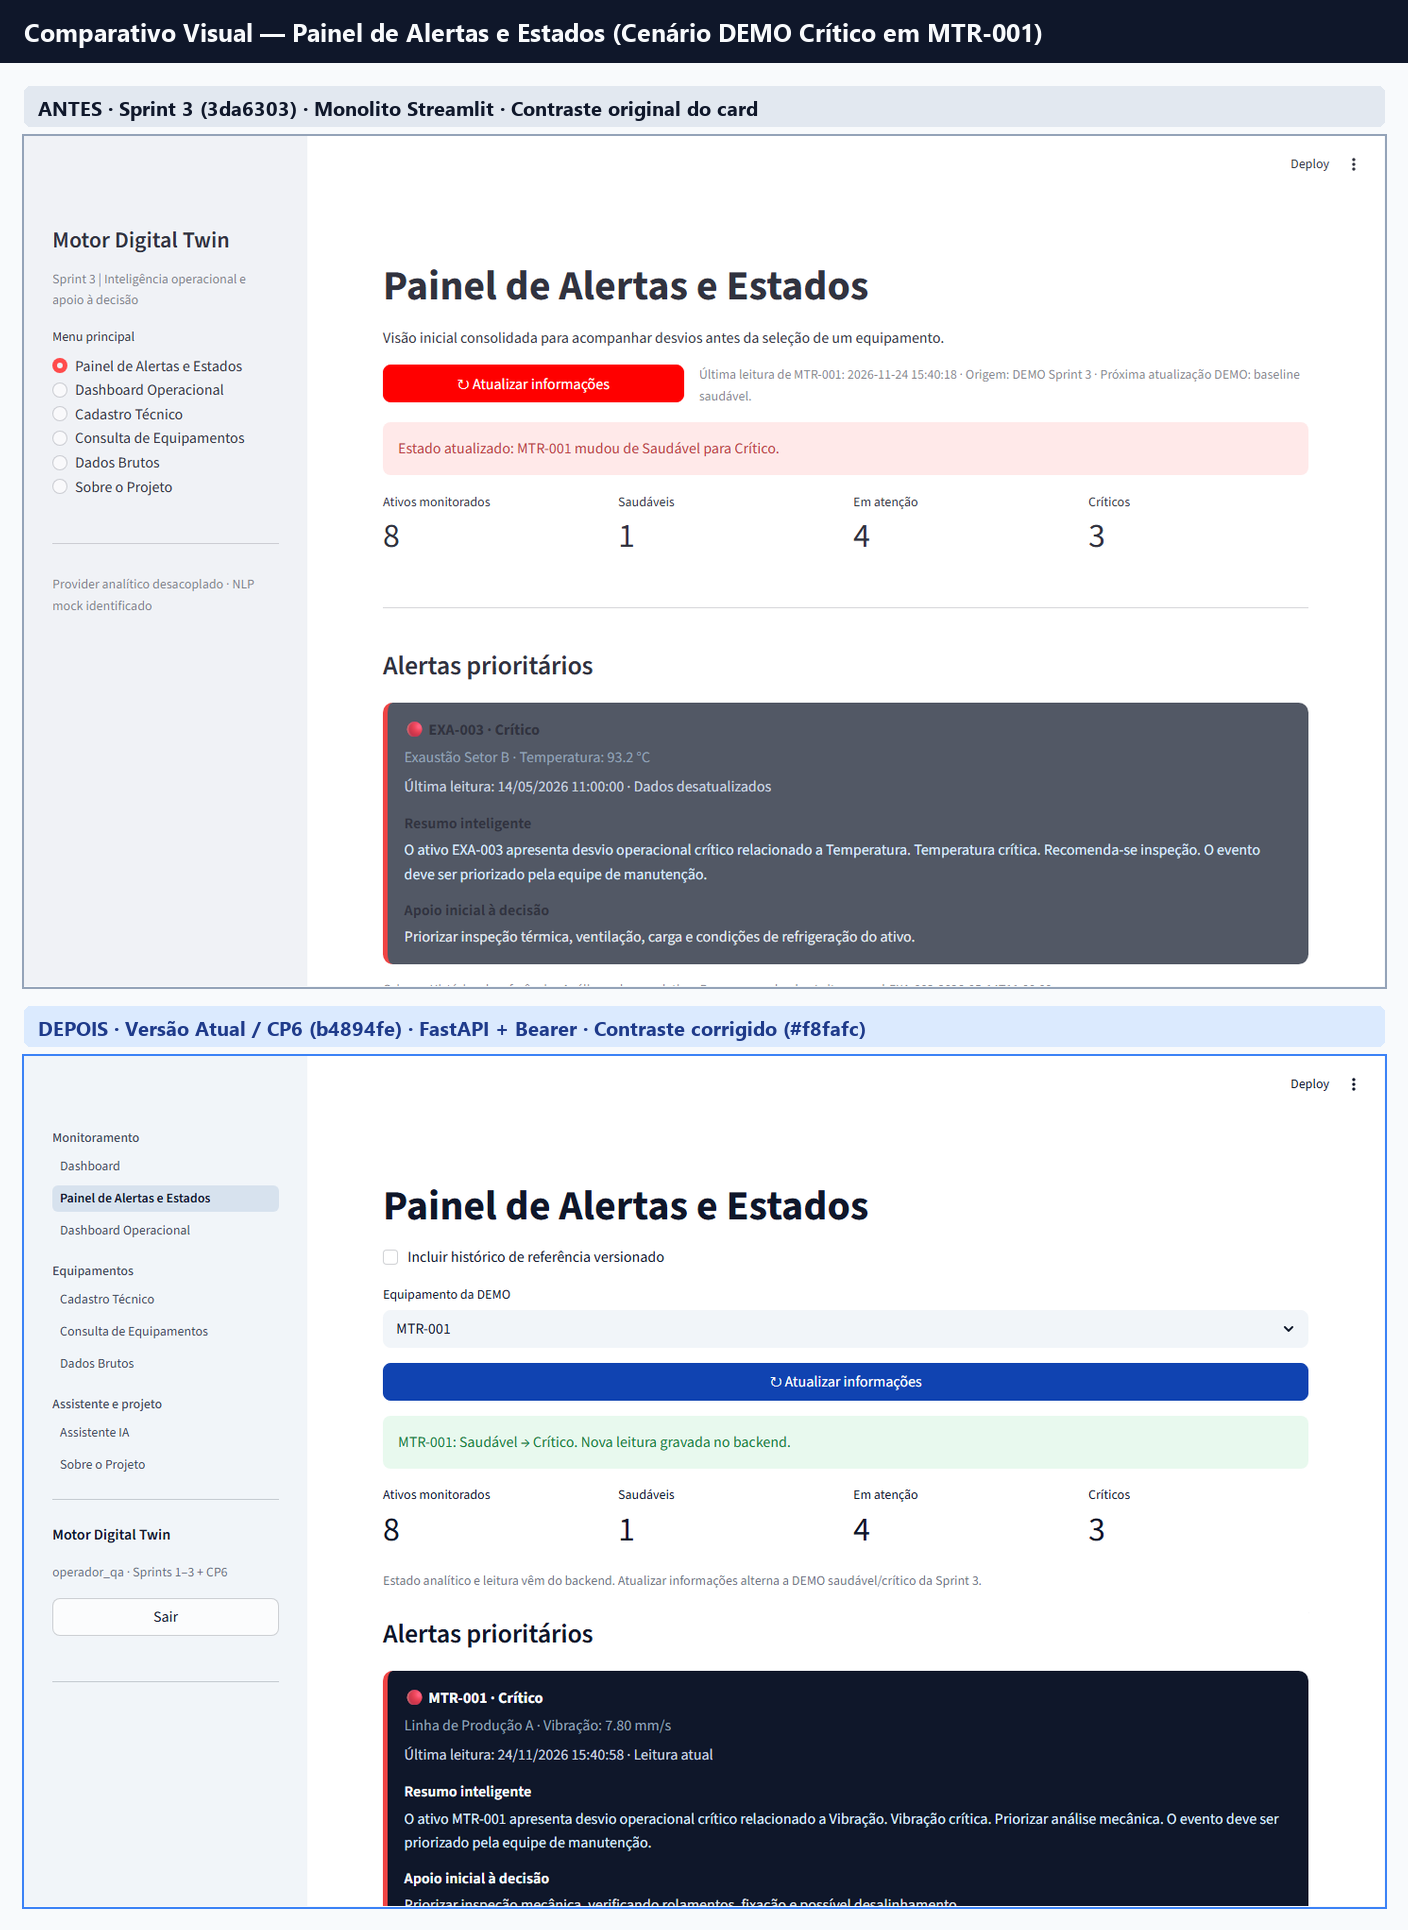 Comparativo Visual — Painel de Alertas e Estados (Cenário DEMO Crítico em MTR-001)
ANTES · Sprint 3 (3da6303) · Monolito Streamlit · Contraste original do card
Deploy
Motor Digital Twin
Sprint 3 | Inteligência operacional e
apoio à decisão
Menu principal
Painel de Alertas e Estados
Dashboard Operacional
Cadastro Técnico
Consulta de Equipamentos
Dados Brutos
Sobre o Projeto
Provider analítico desacoplado · NLP
mock identificado
Painel de Alertas e Estados
Visão inicial consolidada para acompanhar desvios antes da seleção de um equipamento.
↻ Atualizar informações
Última leitura de MTR-001: 2026-11-24 15:40:18 · Origem: DEMO Sprint 3 · Próxima atualização DEMO: baseline
saudável.
Estado atualizado: MTR-001 mudou de Saudável para Crítico.
Ativos monitorados
8
Saudáveis
1
Em atenção
4
Críticos
3
Alertas prioritários
EXA-003 · Crítico
Exaustão Setor B · Temperatura: 93.2 °C
Última leitura: 14/05/2026 11:00:00 · Dados desatualizados
Resumo inteligente
O ativo EXA-003 apresenta desvio operacional crítico relacionado a Temperatura. Temperatura crítica. Recomenda-se inspeção. O evento
deve ser priorizado pela equipe de manutenção.
Apoio inicial à decisão
Priorizar inspeção térmica, ventilação, carga e condições de refrigeração do ativo.
DEPOIS · Versão Atual / CP6 (b4894fe) · FastAPI + Bearer · Contraste corrigido (#f8fafc)
Deploy
Monitoramento
Dashboard
Painel de Alertas e Estados
Dashboard Operacional
Equipamentos
Cadastro Técnico
Consulta de Equipamentos
Dados Brutos
Assistente e projeto
Assistente IA
Sobre o Projeto
Motor Digital Twin
operador_qa · Sprints 1–3 + CP6
Sair
Painel de Alertas e Estados
Incluir histórico de referência versionado
Equipamento da DEMO
MTR-001
↻ Atualizar informações
MTR-001: Saudável → Crítico. Nova leitura gravada no backend.
Ativos monitorados
8
Saudáveis
1
Em atenção
4
Críticos
3
Estado analítico e leitura vêm do backend. Atualizar informações alterna a DEMO saudável/crítico da Sprint 3.
Alertas prioritários
MTR-001 · Crítico
Linha de Produção A · Vibração: 7.80 mm/s
Última leitura: 24/11/2026 15:40:58 · Leitura atual
Resumo inteligente
O ativo MTR-001 apresenta desvio operacional crítico relacionado a Vibração. Vibração crítica. Priorizar análise mecânica. O evento deve ser
priorizado pela equipe de manutenção.
Apoio inicial à decisão
Priorizar inspeção mecânica, verificando rolamentos, fixação e possível desalinhamento.